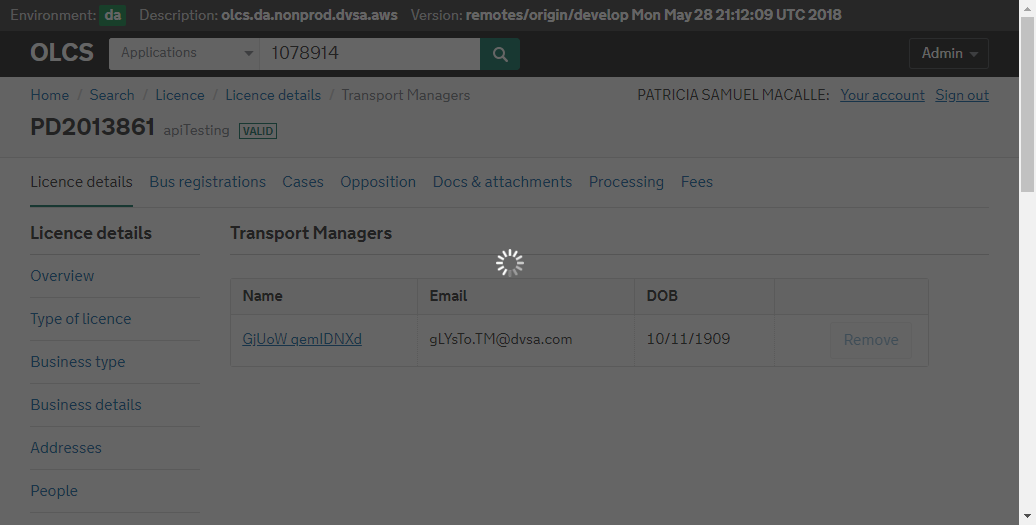 Environment: da Description: olcs.da.nonprod.dvsa.aws Version: remotes/origin/develop Mon May 28 21:12:09 UTC 2018
OLCS Applications 1078914 Admin
Home / Search / Licence / Licence details / Transport Managers PATRICIA SAMUEL MACALLE: Your account Sign out
PD2013861 apiTesting VALID
Licence details Bus registrations Cases Opposition Docs & attachments Processing Fees
Licence details
Transport Managers
Overview
Type of licence
Business type
Business details
Addresses
People
Name Email DOB
GjUoW qemIDNXd gLYsTo.TM@dvsa.com 10/11/1909 Remove